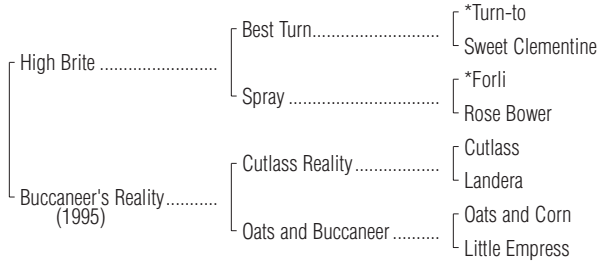 *Turn-to
Best Turn................................
Sweet Clementine
High Brite ..............................
*Forli
Spray ......................................
Rose Bower
Cutlass
Cutlass Reality......................
Landera
Buccaneer's Reality...........
(1995)
Oats and Corn
Oats and Buccaneer ..........
Little Empress